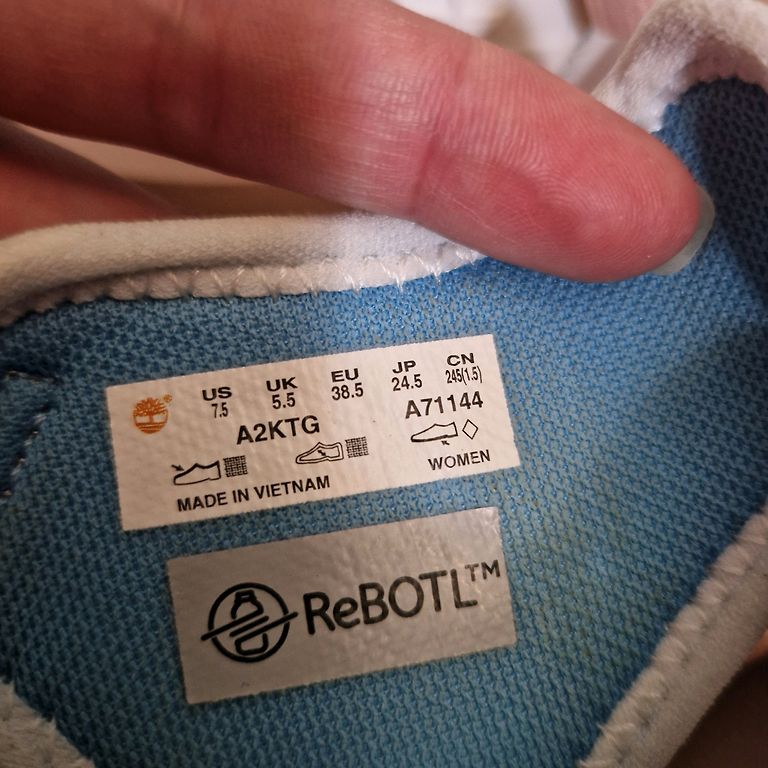 US UK EU JP CN
7.5 5.5 38.5 24.5 245(1.5)
A2KTG A71144
WOMEN
MADE IN VIETNAM
ReBOTL™